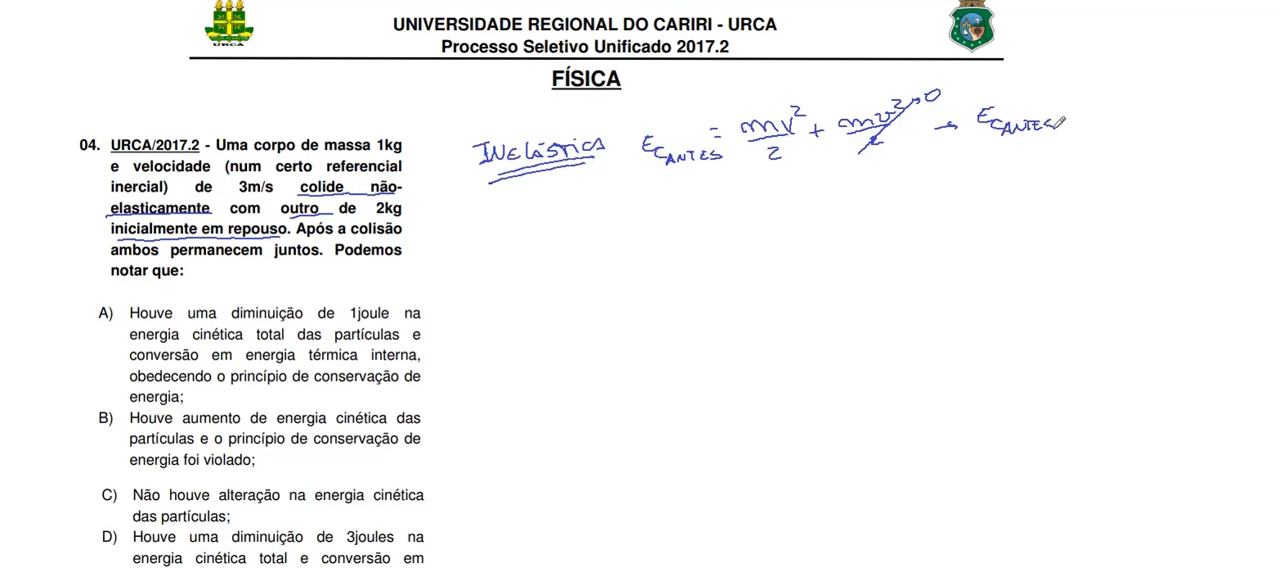 URCA
UNIVERSIDADE REGIONAL DO CARIRI - URCA
Processo Seletivo Unificado 2017.2
FÍSICA
04. URCA/2017.2 - Uma corpo de massa 1kg
e velocidade (num certo referencial
inercial) de 3m/s colide não-
elasticamente com outro de 2kg
inicialmente em repouso. Após a colisão
ambos permanecem juntos. Podemos
notar que:
INELÁSTICA E_CANTES = mv²/2 + mv²/2 → 0 → E_CANTES
A) Houve uma diminuição de 1joule na
energia cinética total das partículas e
conversão em energia térmica interna,
obedecendo o princípio de conservação de
energia;
B) Houve aumento de energia cinética das
partículas e o princípio de conservação de
energia foi violado;
C) Não houve alteração na energia cinética
das partículas;
D) Houve uma diminuição de 3joules na
energia cinética total e conversão em